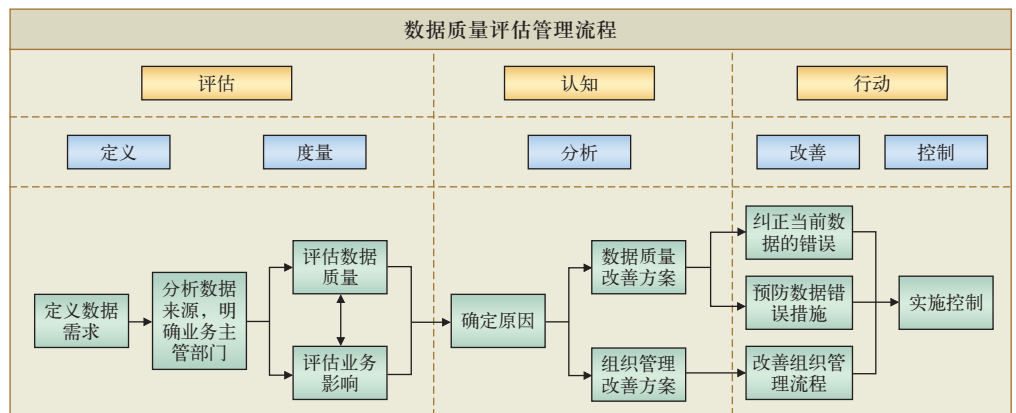 数据质量评估管理流程
评估
认知
行动
定义
度量
分析
改善
控制
定义数据
需求
分析数据
来源，明
确业务主
管部门
评估数据
质量
评估业务
影响
确定原因
数据质量
改善方案
组织管理
改善方案
纠正当前数
据的错误
预防数据错
误措施
改善组织管
理流程
实施控制